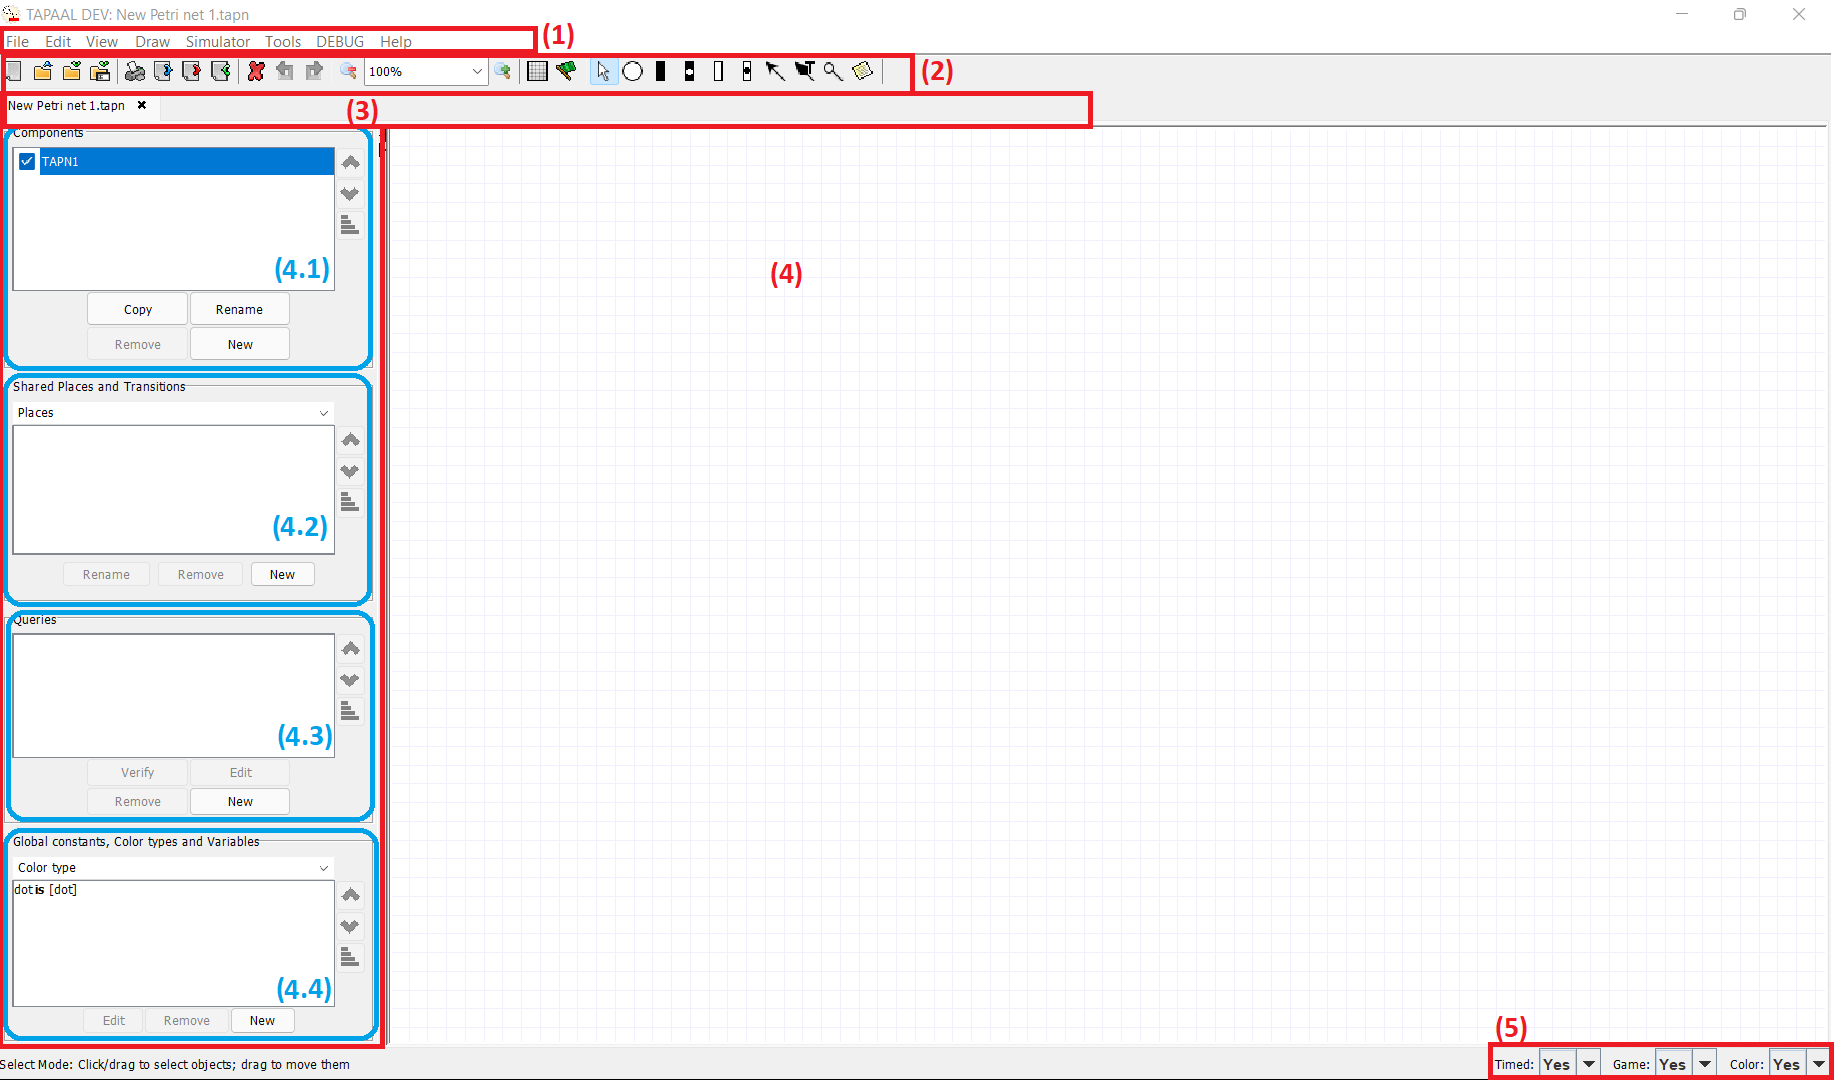 TAPAAL DEV: New Petri net 1.tapn
File Edit View Draw Simulator Tools DEBUG Help (1)
100% (2)
New Petri net 1.tapn (3)
Components
TAPN1
(4)
(4.1)
Copy Rename
Remove New
Shared Places and Transitions
Places
(4.2)
Rename Remove New
Queries
(4.3)
Verify Edit
Remove New
Global constants, Color types and Variables
Color type
dot is [dot]
(4.4)
Edit Remove New
(5)
Select Mode: Click/drag to select objects; drag to move them Timed: Yes Game: Yes Color: Yes